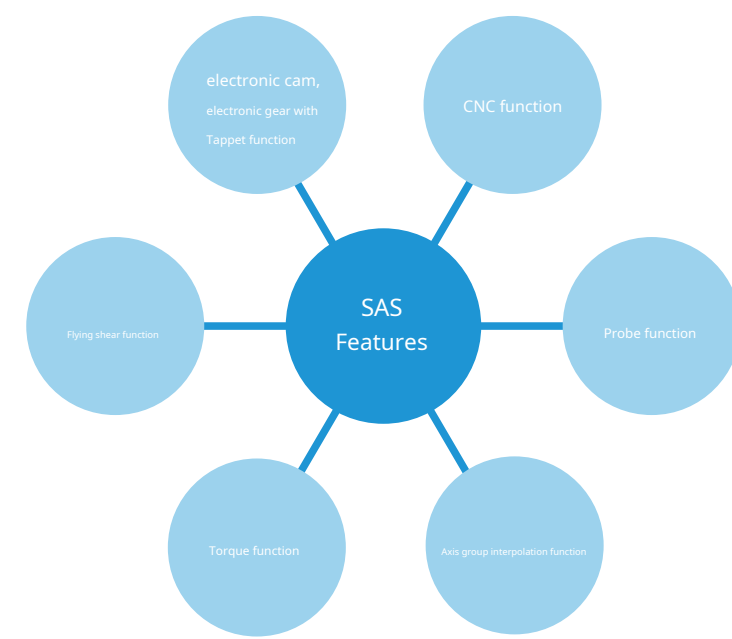 electronic cam,
electronic gear with
Tappet function
CNC function
SAS
Features
Flying shear function
Probe function
Torque function
Axis group interpolation function